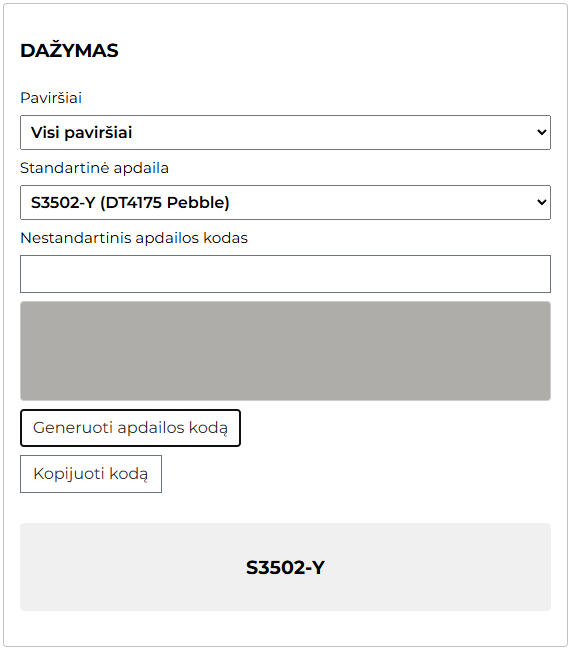 DAŽYMAS
Paviršiai
Visi paviršiai
Standartinė apdaila
S3502-Y (DT4175 Pebble)
Nestandartinis apdailos kodas
Generuoti apdailos kodą
Kopijuoti kodą
S3502-Y